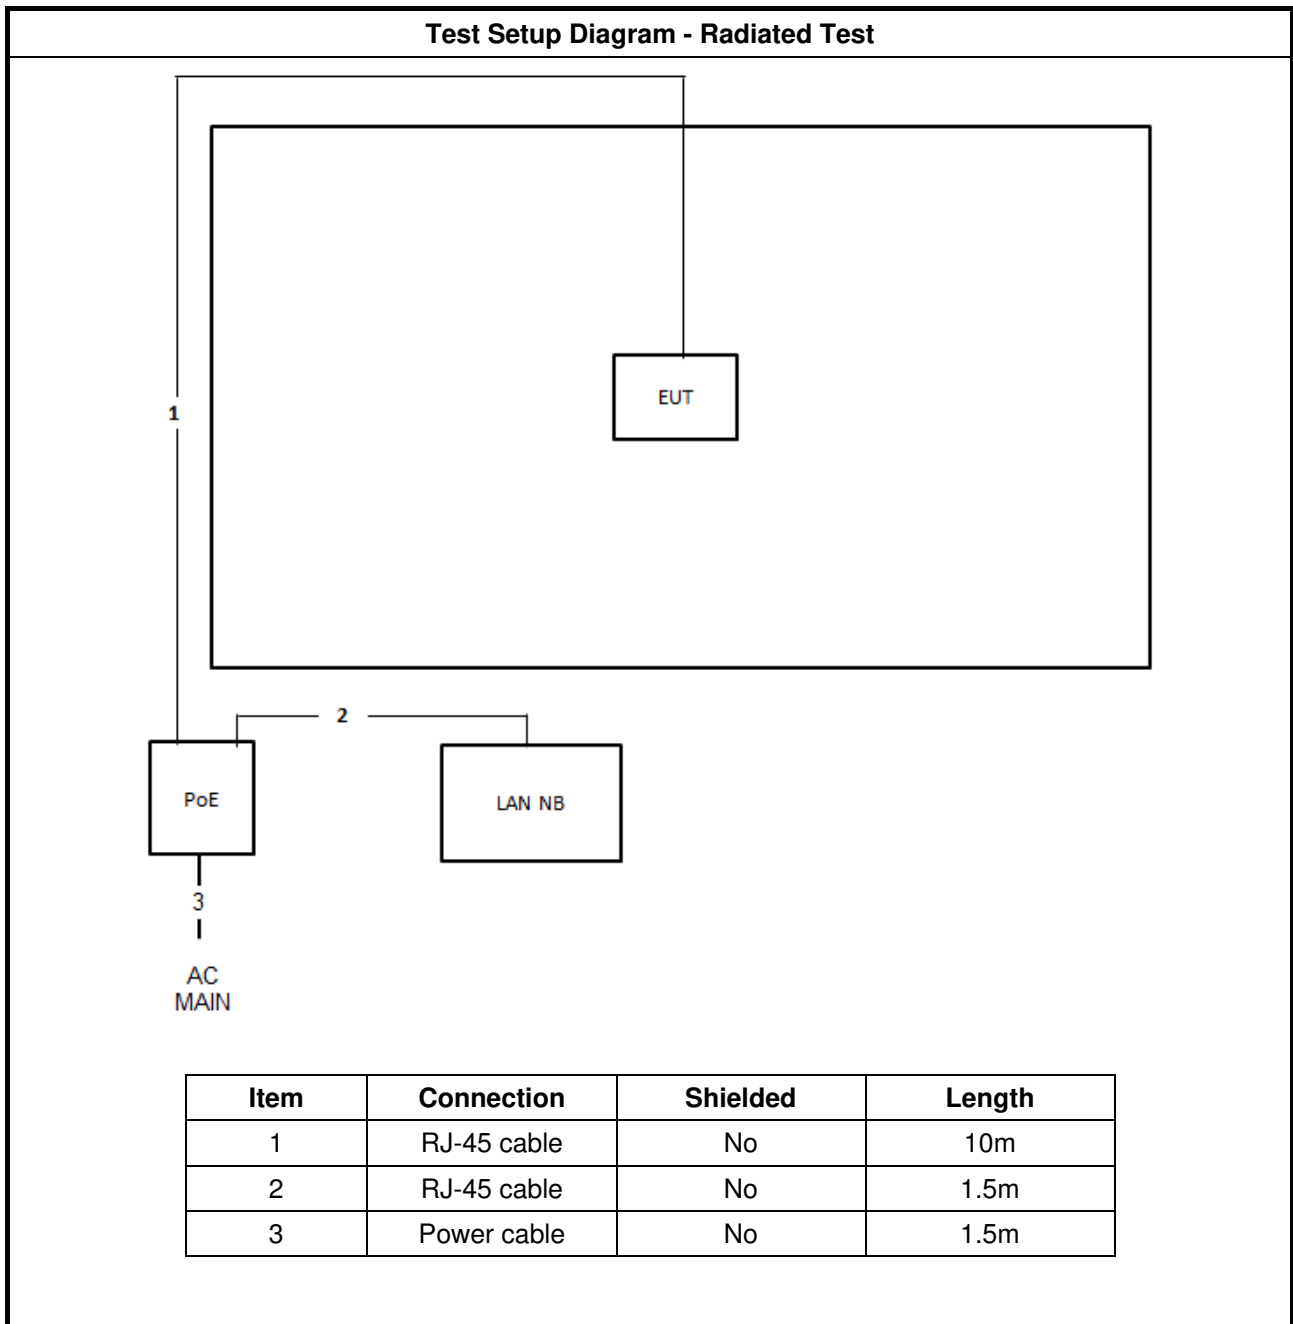 Test Setup Diagram - Radiated Test
EUT
1
2
PoE
LAN NB
3
AC
MAIN
Item Connection Shielded Length
1 RJ-45 cable No 10m
2 RJ-45 cable No 1.5m
3 Power cable No 1.5m